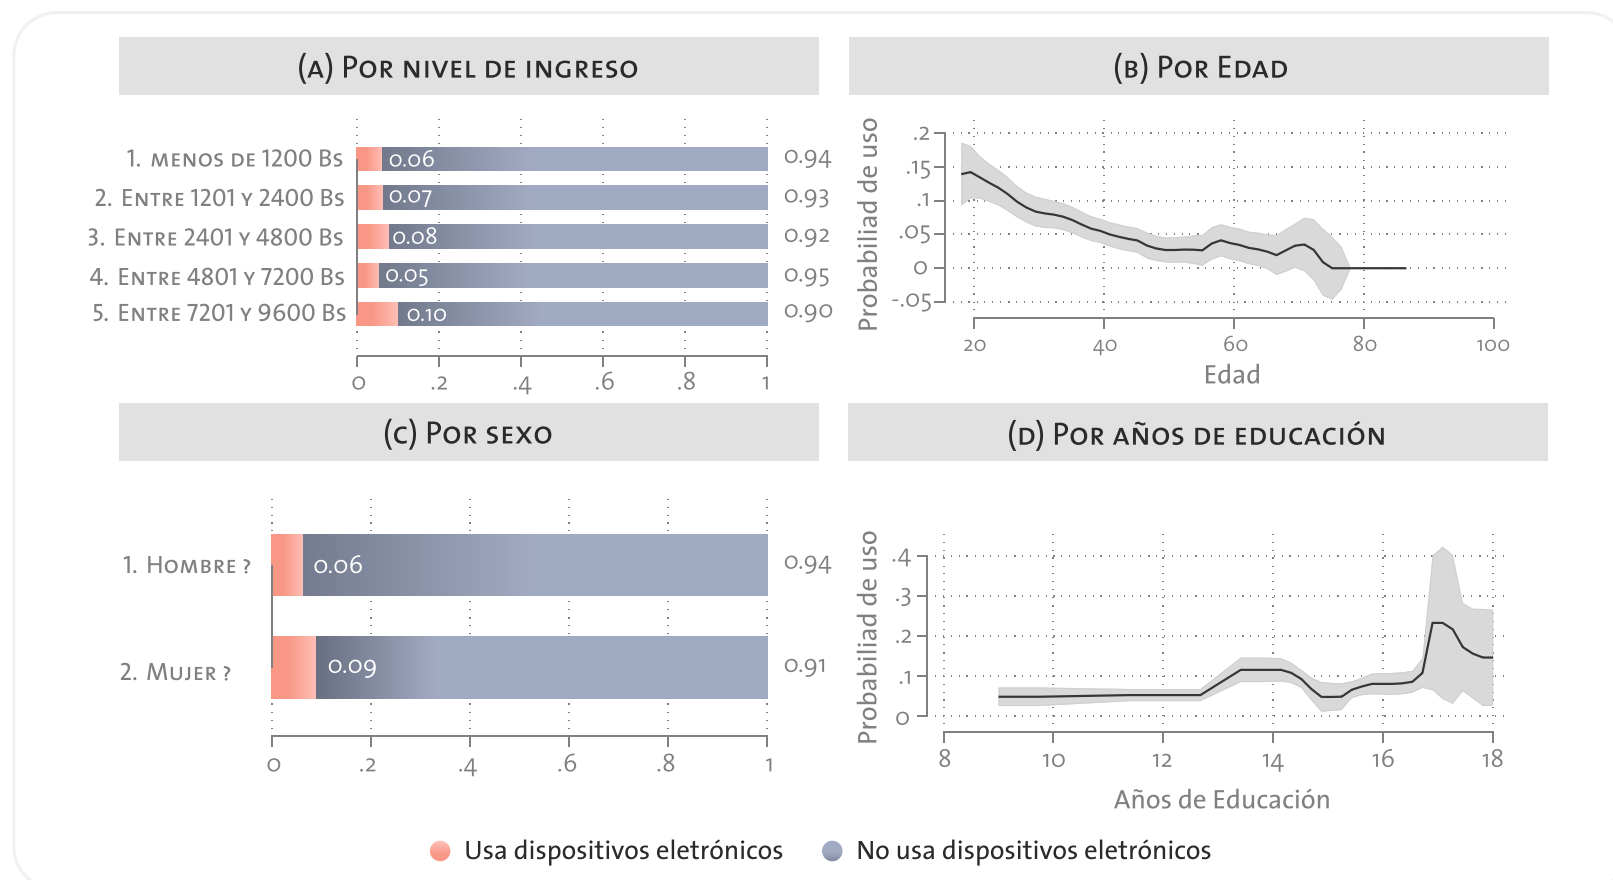 (A) Por nivel de ingreso
1. menos de 1200 Bs 0.06 0.94
2. Entre 1201 y 2400 Bs 0.07 0.93
3. Entre 2401 y 4800 Bs 0.08 0.92
4. Entre 4801 y 7200 Bs 0.05 0.95
5. Entre 7201 y 9600 Bs 0.10 0.90
0 .2 .4 .6 .8 1
(B) Por Edad
Probabiliad de uso
.2
.15
.1
.05
0
-.05
20 40 60 80 100
Edad
(C) Por sexo
1. Hombre ? 0.06 0.94
2. Mujer ? 0.09 0.91
0 .2 .4 .6 .8 1
(D) Por años de educación
Probabiliad de uso
.4
.3
.2
.1
0
8 10 12 14 16 18
Años de Educación
Usa dispositivos eletrónicos No usa dispositivos eletrónicos